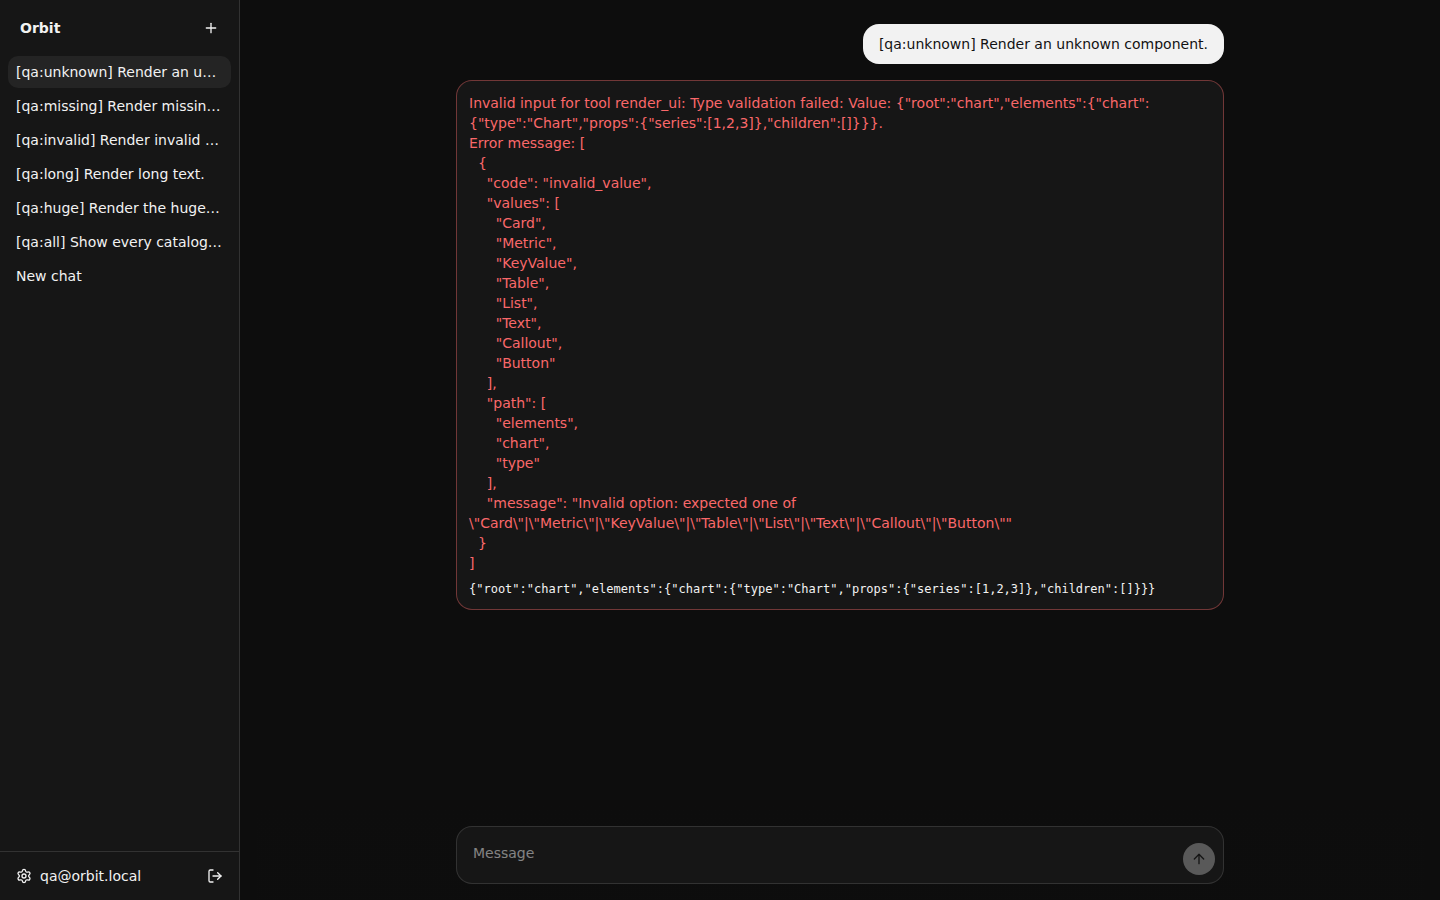 Orbit
[qa:unknown] Render an u...
[qa:missing] Render missin...
[qa:invalid] Render invalid ...
[qa:long] Render long text.
[qa:huge] Render the huge...
[qa:all] Show every catalog...
New chat
qa@orbit.local
[qa:unknown] Render an unknown component.
Invalid input for tool render_ui: Type validation failed: Value: {"root":"chart","elements":{"chart":
{"type":"Chart","props":{"series":[1,2,3]},"children":[]}}}.
Error message: [
  {
    "code": "invalid_value",
    "values": [
      "Card",
      "Metric",
      "KeyValue",
      "Table",
      "List",
      "Text",
      "Callout",
      "Button"
    ],
    "path": [
      "elements",
      "chart",
      "type"
    ],
    "message": "Invalid option: expected one of
\"Card\"|\"Metric\"|\"KeyValue\"|\"Table\"|\"List\"|\"Text\"|\"Callout\"|\"Button\""
  }
]
{"root":"chart","elements":{"chart":{"type":"Chart","props":{"series":[1,2,3]},"children":[]}}}
Message